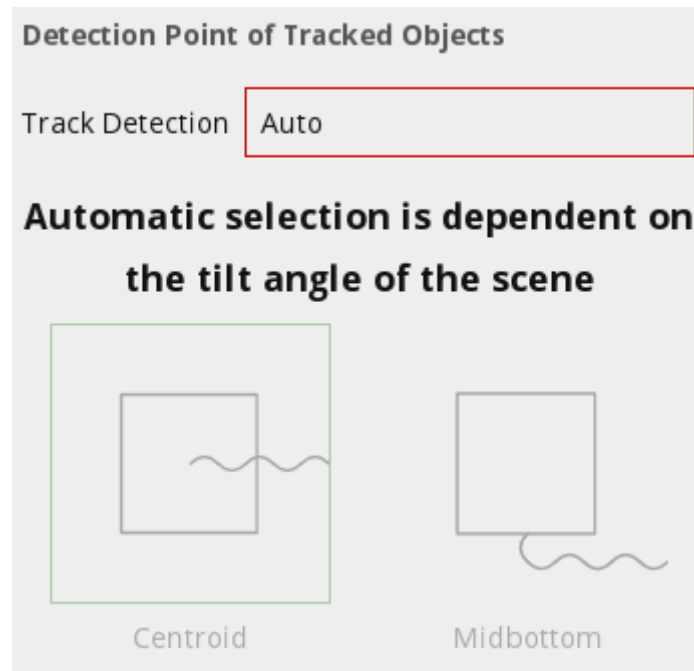 Detection Point of Tracked Objects
Track Detection Auto
Automatic selection is dependent on
the tilt angle of the scene
Centroid Midbottom